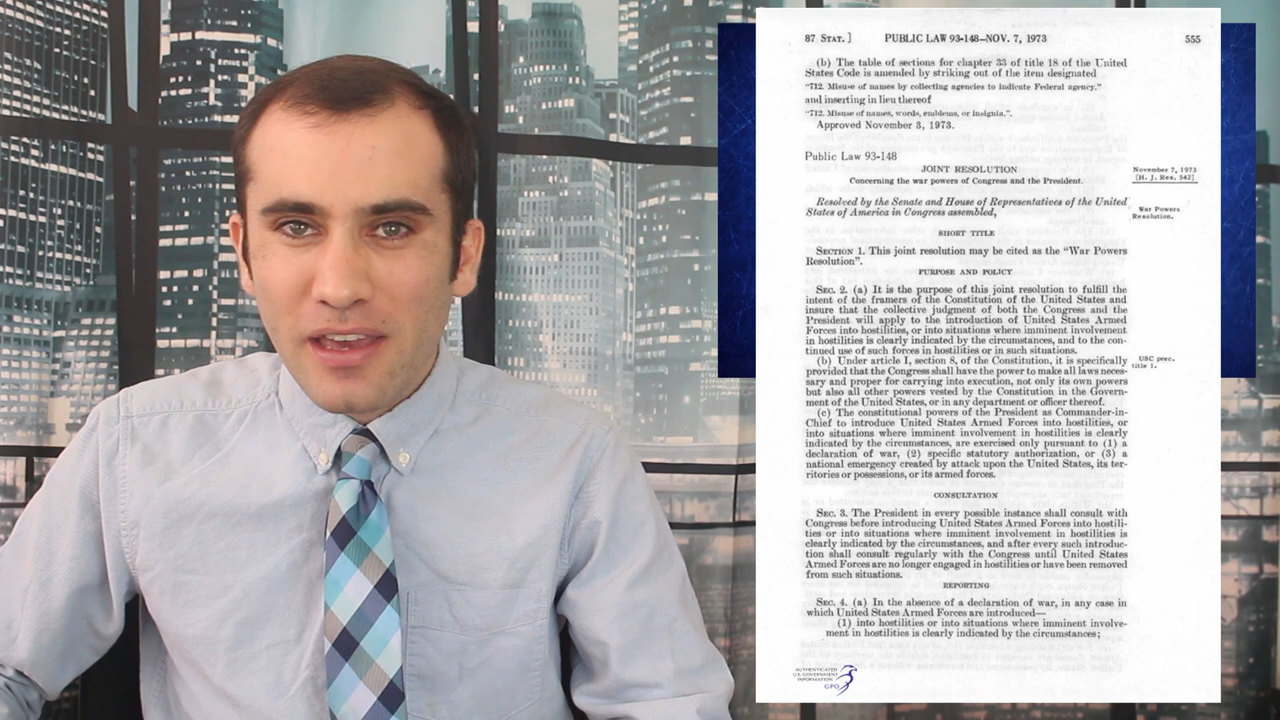 87 STAT. ] PUBLIC LAW 93-148-NOV. 7, 1973 555
(b) The table of sections for chapter 33 of title 18 of the United
States Code is amended by striking out of the item designated
"712. Misuse of names by collecting agencies to indicate Federal agency."
and inserting in lieu thereof
"712. Misuse of names, words, emblems, or insignia.".
Approved November 3, 1973.
Public Law 93-148
JOINT RESOLUTION
Concerning the war powers of Congress and the President.
November 7, 1973
[H. J. Res. 542]
Resolved by the Senate and House of Representatives of the United
States of America in Congress assembled,
War Powers
Resolution.
SHORT TITLE
SECTION 1. This joint resolution may be cited as the "War Powers
Resolution".
PURPOSE AND POLICY
SEC. 2. (a) It is the purpose of this joint resolution to fulfill the
intent of the framers of the Constitution of the United States and
insure that the collective judgment of both the Congress and the
President will apply to the introduction of United States Armed
Forces into hostilities, or into situations where imminent involvement
in hostilities is clearly indicated by the circumstances, and to the con-
tinued use of such forces in hostilities or in such situations.
(b) Under article I, section 8, of the Constitution, it is specifically
provided that the Congress shall have the power to make all laws neces-
sary and proper for carrying into execution, not only its own powers
but also all other powers vested by the Constitution in the Govern-
ment of the United States, or in any department or officer thereof.
USC prec.
title 1.
(c) The constitutional powers of the President as Commander-in-
Chief to introduce United States Armed Forces into hostilities, or
into situations where imminent involvement in hostilities is clearly
indicated by the circumstances, are exercised only pursuant to (1) a
declaration of war, (2) specific statutory authorization, or (3) a
national emergency created by attack upon the United States, its ter-
ritories or possessions, or its armed forces.
CONSULTATION
SEC. 3. The President in every possible instance shall consult with
Congress before introducing United States Armed Forces into hostili-
ties or into situations where imminent involvement in hostilities is
clearly indicated by the circumstances, and after every such introduc-
tion shall consult regularly with the Congress until United States
Armed Forces are no longer engaged in hostilities or have been removed
from such situations.
REPORTING
SEC. 4. (a) In the absence of a declaration of war, in any case in
which United States Armed Forces are introduced—
(1) into hostilities or into situations where imminent involve-
ment in hostilities is clearly indicated by the circumstances;
AUTHENTICATED
U.S. GOVERNMENT
INFORMATION
GPO